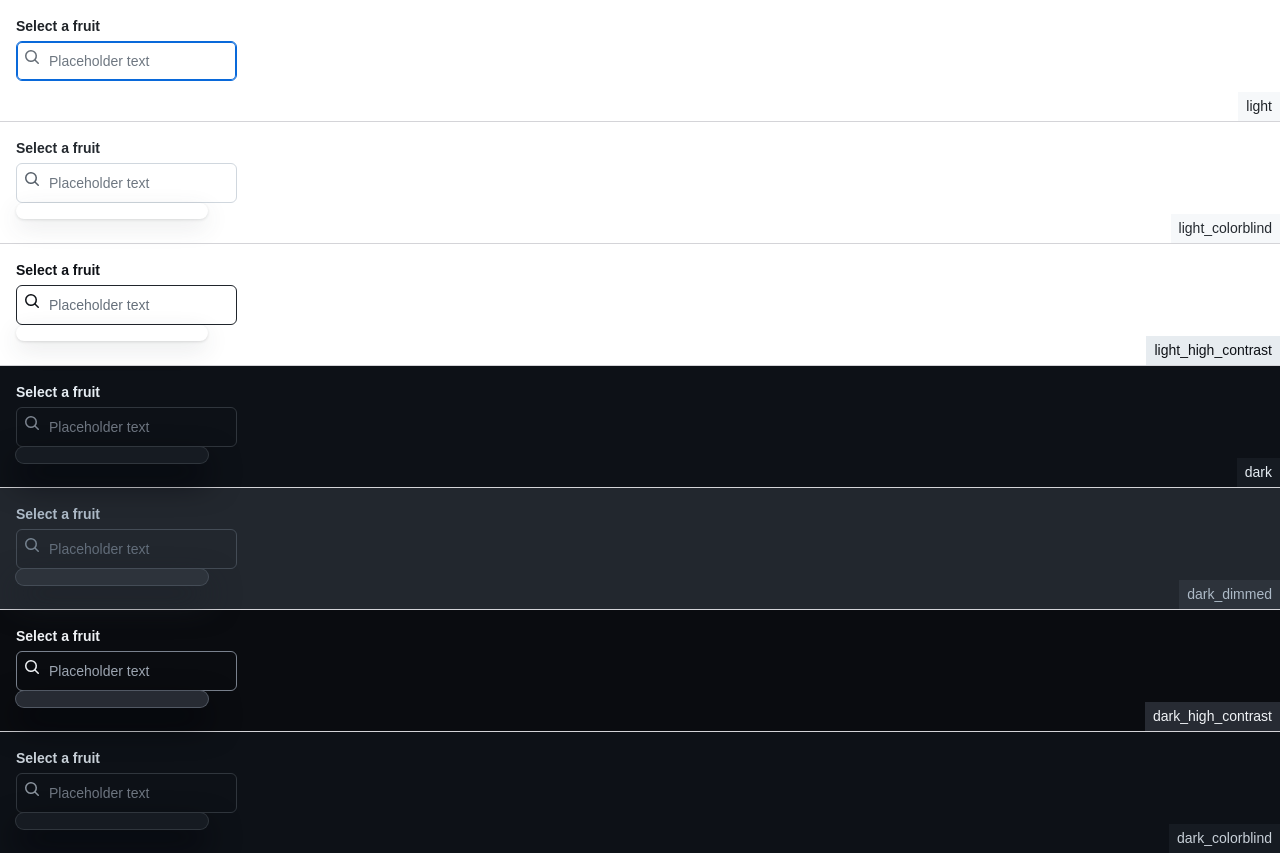 Select a fruit
Placeholder text
light
Select a fruit
Placeholder text
light_colorblind
Select a fruit
Placeholder text
light_high_contrast
Select a fruit
Placeholder text
dark
Select a fruit
Placeholder text
dark_dimmed
Select a fruit
Placeholder text
dark_high_contrast
Select a fruit
Placeholder text
dark_colorblind